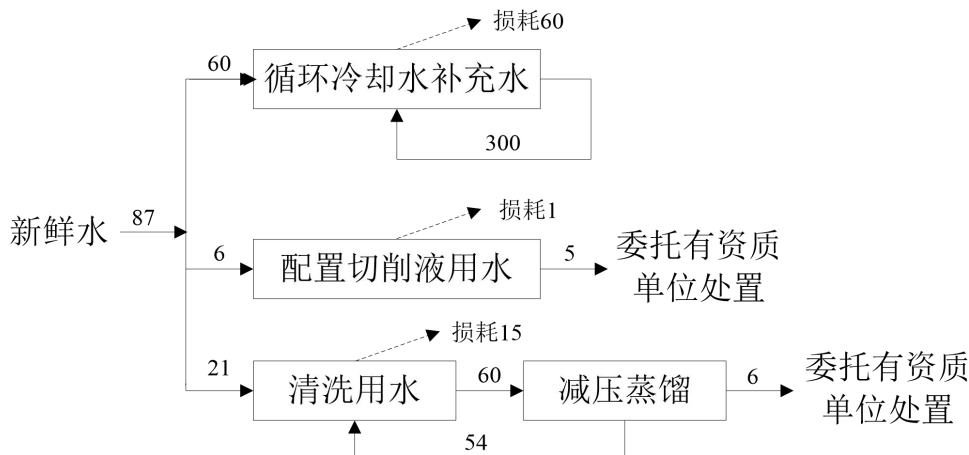 损耗60
60
循环冷却水补充水
300
新鲜水
87
损耗1
6
配置切削液用水
5
委托有资质
单位处置
损耗15
21
清洗用水
60
减压蒸馏
6
委托有资质
单位处置
54